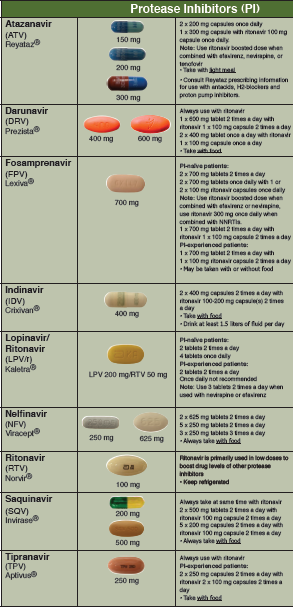 Protease Inhibitors (PI)
Atazanavir
(ATV)
Reyataz®
150 mg
200 mg
300 mg
2 x 200 mg capsules once daily
1 x 300 mg capsule with ritonavir 100 mg
capsule once daily.
Note: Use ritonavir boosted dose when
combined with efavirenz, nevirapine, or
tenofovir
• Take with light meal
• Consult Reyataz prescribing information
for use with antacids, H2-blockers and
proton pump inhibitors.
Darunavir
(DRV)
Prezista®
400 mg
600 mg
Always use with ritonavir
1 x 600 mg tablet 2 times a day with
ritonavir 1 x 100 mg capsule 2 times a day
2 x 400 mg tablet once a day with ritonavir
1 x 100 mg capsule once a day
• Take with food
Fosamprenavir
(FPV)
Lexiva®
700 mg
PI-naïve patients:
2 x 700 mg tablets 2 times a day
2 x 700 mg tablets once daily with 1 or
2 x 100 mg ritonavir capsules once daily
Note: Use ritonavir boosted dose when
combined with efavirenz or nevirapine,
use ritonavir 300 mg once daily when
combined with NNRTIs.
1 x 700 mg tablet 2 times a day with
ritonavir 1 x 100 mg capsule 2 times a day
PI-experienced patients:
1 x 700 mg tablet 2 times a day with
1 x 100 mg ritonavir capsule 2 times a day
• May be taken with or without food
Indinavir
(IDV)
Crixivan®
400 mg
2 x 400 mg capsules 2 times a day with
ritonavir 100-200 mg capsule(s) 2 times
a day
• Take with food
• Drink at least 1.5 liters of fluid per day
Lopinavir/
Ritonavir
(LPV/r)
Kaletra®
LPV 200 mg/RTV 50 mg
PI-naïve patients:
2 tablets 2 times a day
4 tablets once daily
PI-experienced patients:
2 tablets 2 times a day
Once daily not recommended
Note: Use 3 tablets 2 times a day when
used with nevirapine or efavirenz
Nelfinavir
(NFV)
Viracept®
250 mg
625 mg
2 x 625 mg tablets 2 times a day
5 x 250 mg tablets 2 times a day
3 x 250 mg tablets 3 times a day
• Always take with food
Ritonavir
(RTV)
Norvir®
100 mg
Ritonavir is primarily used in low doses to
boost drug levels of other protease
inhibitors
• Keep refrigerated
Saquinavir
(SQV)
Invirase®
200 mg
500 mg
Always take at same time with ritonavir
2 x 500 mg tablets 2 times a day with
ritonavir 100 mg capsule 2 times a day
5 x 200 mg capsules 2 times a day with
ritonavir 100 mg capsule 2 times a day
• Always take with food
Tipranavir
(TPV)
Aptivus®
250 mg
Always use with ritonavir
PI-experienced patients:
2 x 250 mg capsules 2 times a day with
ritonavir 2 x 100 mg capsules 2 times a
day
• Take with food